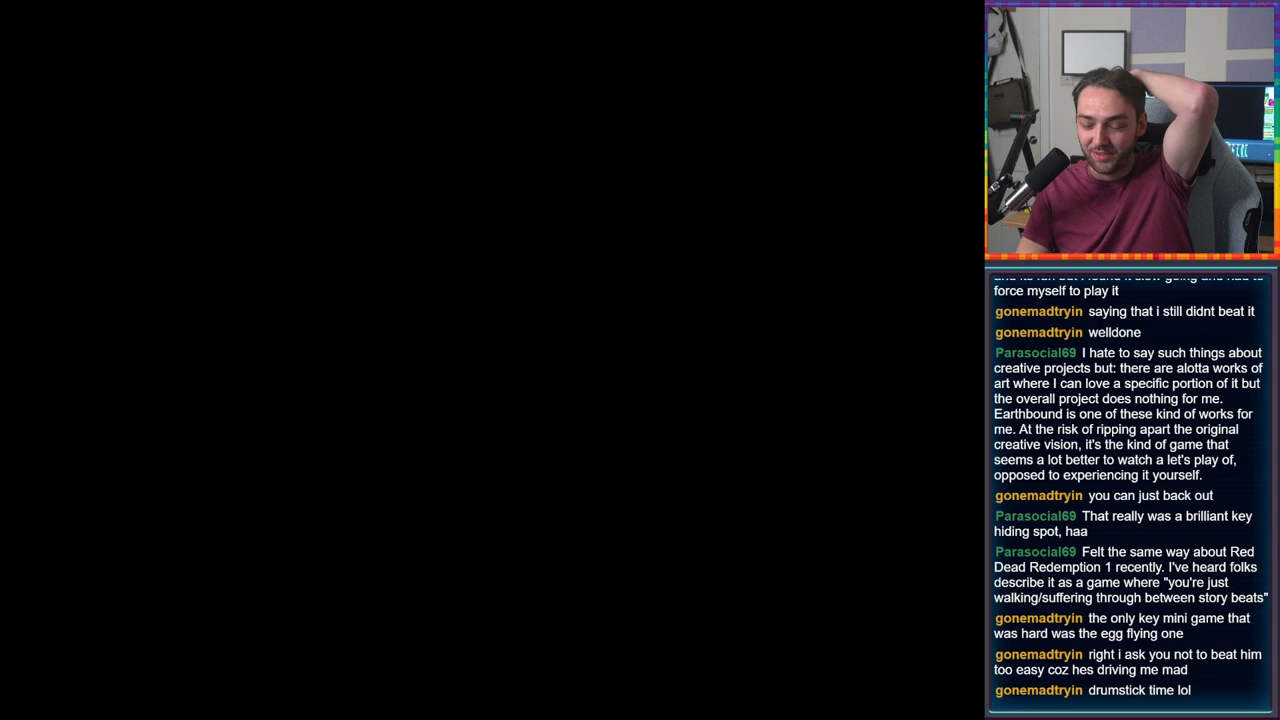 force myself to play it
gonemadtryin saying that i still didnt beat it
gonemadtryin welldone
Parasocial69 I hate to say such things about
creative projects but: there are alotta works of
art where I can love a specific portion of it but
the overall project does nothing for me.
Earthbound is one of these kind of works for
me. At the risk of ripping apart the original
creative vision, it's the kind of game that
seems a lot better to watch a let's play of,
opposed to experiencing it yourself.
gonemadtryin you can just back out
Parasocial69 That really was a brilliant key
hiding spot, haa
Parasocial69 Felt the same way about Red
Dead Redemption 1 recently. I've heard folks
describe it as a game where "you're just
walking/suffering through between story beats"
gonemadtryin the only key mini game that
was hard was the egg flying one
gonemadtryin right i ask you not to beat him
too easy coz hes driving me mad
gonemadtryin drumstick time lol